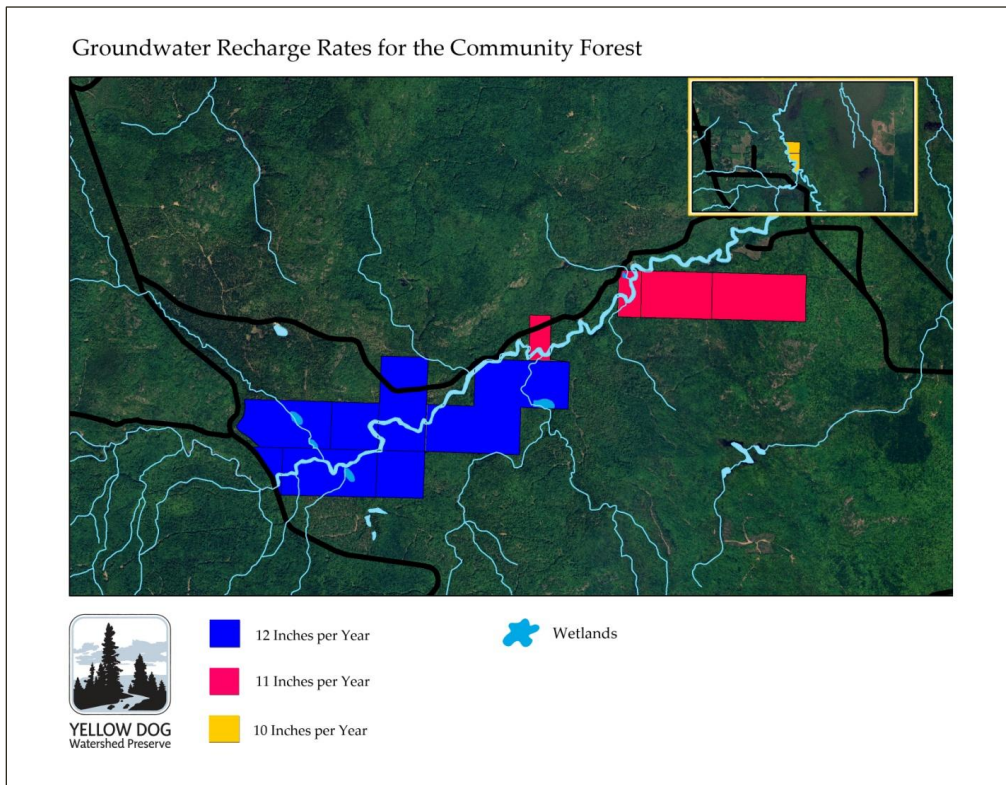 Groundwater Recharge Rates for the Community Forest
12 Inches per Year
Wetlands
11 Inches per Year
10 Inches per Year
YELLOW DOG
Watershed Preserve